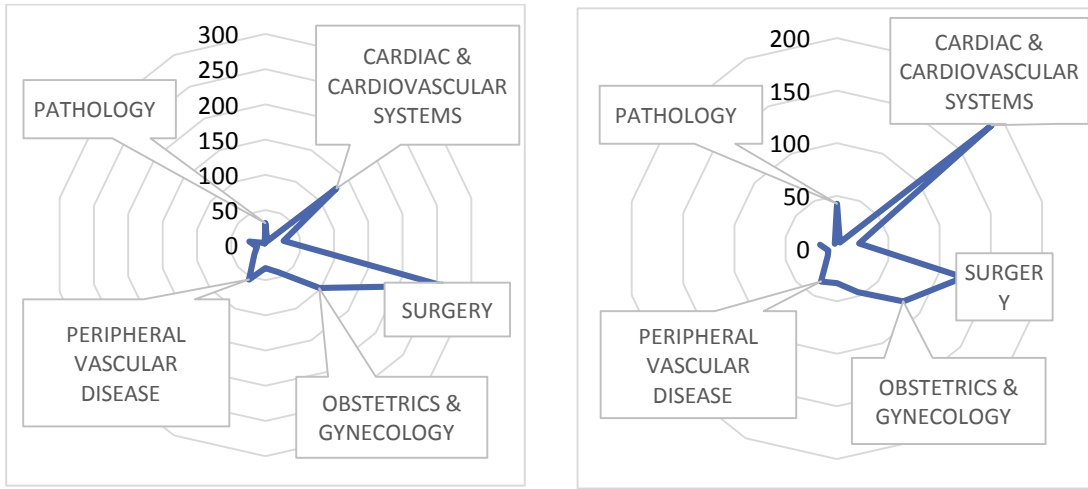 300
250
200
150
100
50
0
PATHOLOGY
CARDIAC &
CARDIOVASCULAR
SYSTEMS
SURGERY
PERIPHERAL
VASCULAR
DISEASE
OBSTETRICS &
GYNECOLOGY
200
150
100
50
0
PATHOLOGY
CARDIAC &
CARDIOVASCULAR
SYSTEMS
SURGER
Y
PERIPHERAL
VASCULAR
DISEASE
OBSTETRICS &
GYNECOLOGY